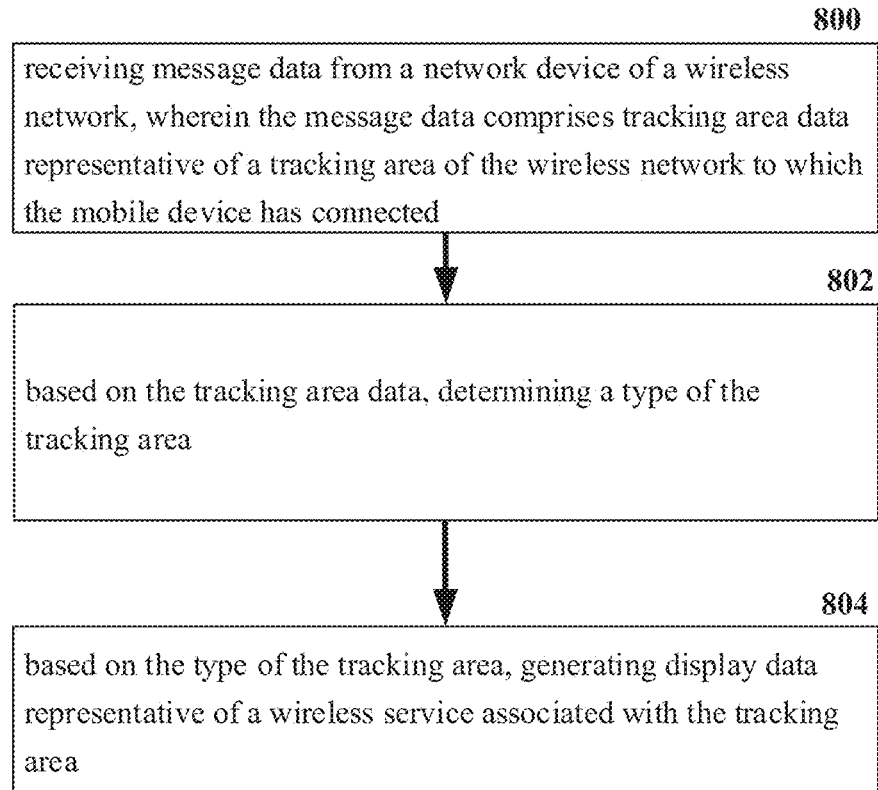 800
receiving message data from a network device of a wireless
network, wherein the message data comprises tracking area data
representative of a tracking area of the wireless network to which
the mobile device has connected
802
based on the tracking area data, determining a type of the
tracking area
804
based on the type of the tracking area, generating display data
representative of a wireless service associated with the tracking
area